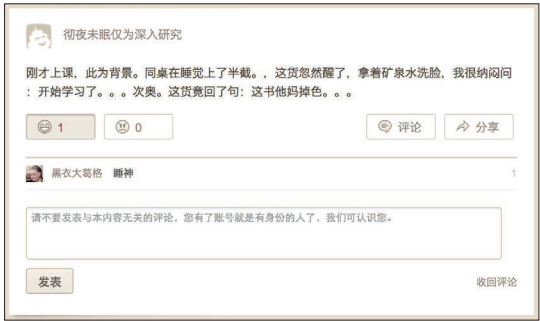 彻夜未眠仅为深入研究
刚才上课，此为背景。同桌在睡觉上了半截。，这货忽然醒了，拿着矿泉水洗脸，我很纳闷问
：开始学习了。。。次奥。这货竟回了句：这书他妈掉色。。。
1 0 评论 分享
黑衣大葛格 睡神 1
请不要发表与本内容无关的评论，您有了账号就是有身份的人了，我们可认识您。
发表 收回评论